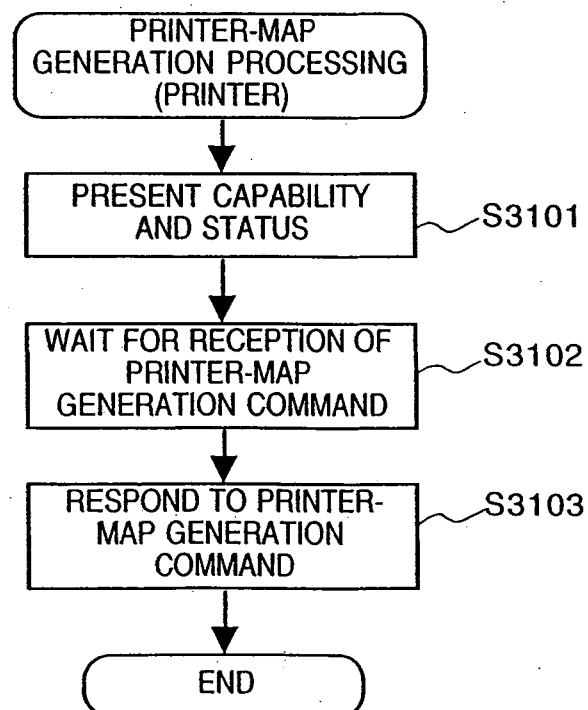 PRINTER-MAP
GENERATION PROCESSING
(PRINTER)
PRESENT CAPABILITY
AND STATUS
S3101
WAIT FOR RECEPTION OF
PRINTER-MAP
GENERATION COMMAND
S3102
RESPOND TO PRINTER-
MAP GENERATION
COMMAND
S3103
END